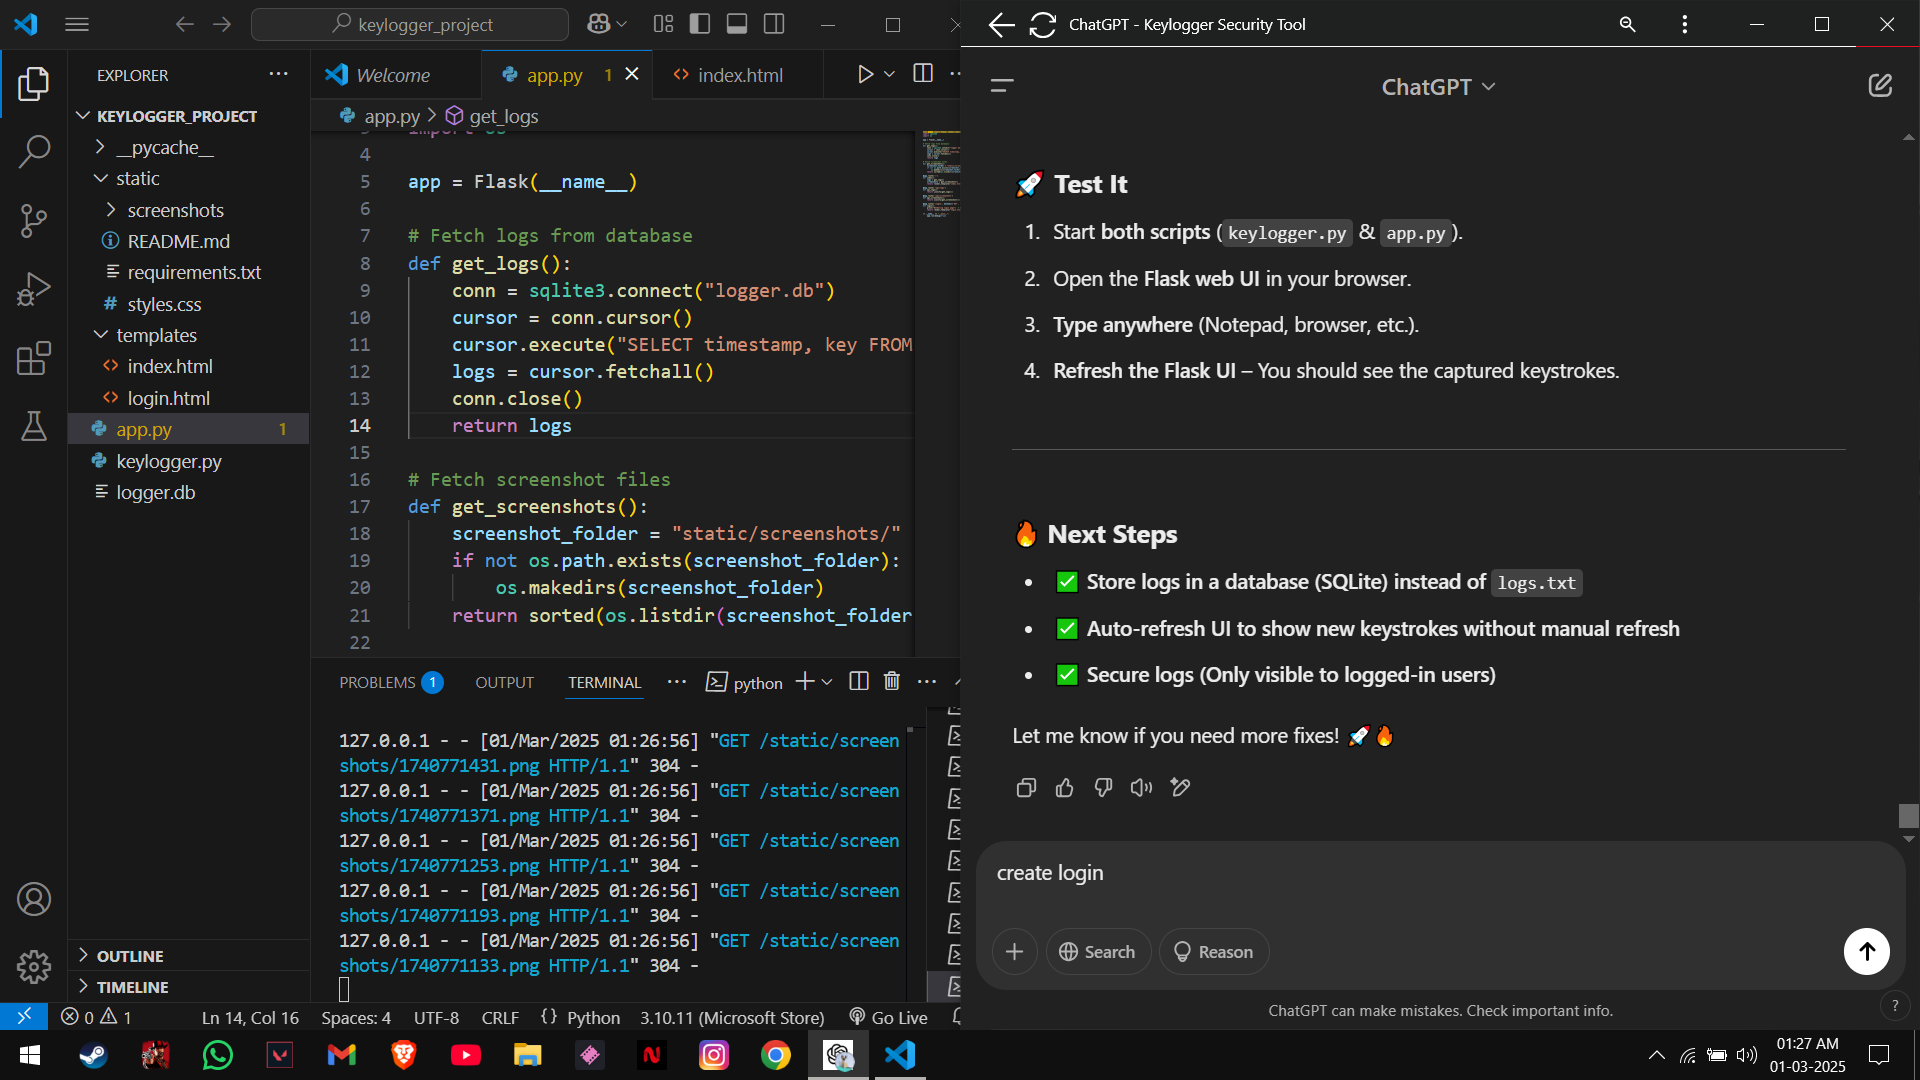 keylogger_project
EXPLORER
KEYLOGGER_PROJECT
__pycache__
static
screenshots
README.md
requirements.txt
styles.css
templates
index.html
login.html
app.py 1
keylogger.py
logger.db
OUTLINE
TIMELINE
Welcome
app.py 1
index.html
app.py > get_logs
3 import os
4
5 app = Flask(__name__)
6
7 # Fetch logs from database
8 def get_logs():
9 conn = sqlite3.connect("logger.db")
10 cursor = conn.cursor()
11 cursor.execute("SELECT timestamp, key FROM
12 logs = cursor.fetchall()
13 conn.close()
14 return logs
15
16 # Fetch screenshot files
17 def get_screenshots():
18 screenshot_folder = "static/screenshots/"
19 if not os.path.exists(screenshot_folder):
20 os.makedirs(screenshot_folder)
21 return sorted(os.listdir(screenshot_folder
22
PROBLEMS 1 OUTPUT TERMINAL python
127.0.0.1 - - [01/Mar/2025 01:26:56] "GET /static/screen
shots/1740771431.png HTTP/1.1" 304 -
127.0.0.1 - - [01/Mar/2025 01:26:56] "GET /static/screen
shots/1740771371.png HTTP/1.1" 304 -
127.0.0.1 - - [01/Mar/2025 01:26:56] "GET /static/screen
shots/1740771253.png HTTP/1.1" 304 -
127.0.0.1 - - [01/Mar/2025 01:26:56] "GET /static/screen
shots/1740771193.png HTTP/1.1" 304 -
127.0.0.1 - - [01/Mar/2025 01:26:56] "GET /static/screen
shots/1740771133.png HTTP/1.1" 304 -
0 1 Ln 14, Col 16 Spaces: 4 UTF-8 CRLF {} Python 3.10.11 (Microsoft Store) Go Live
ChatGPT - Keylogger Security Tool
ChatGPT
🚀 Test It
1. Start both scripts (keylogger.py & app.py).
2. Open the Flask web UI in your browser.
3. Type anywhere (Notepad, browser, etc.).
4. Refresh the Flask UI – You should see the captured keystrokes.
🔥 Next Steps
• ✅ Store logs in a database (SQLite) instead of logs.txt
• ✅ Auto-refresh UI to show new keystrokes without manual refresh
• ✅ Secure logs (Only visible to logged-in users)
Let me know if you need more fixes! 🚀🔥
create login
Search
Reason
ChatGPT can make mistakes. Check important info.
?
01:27 AM
01-03-2025